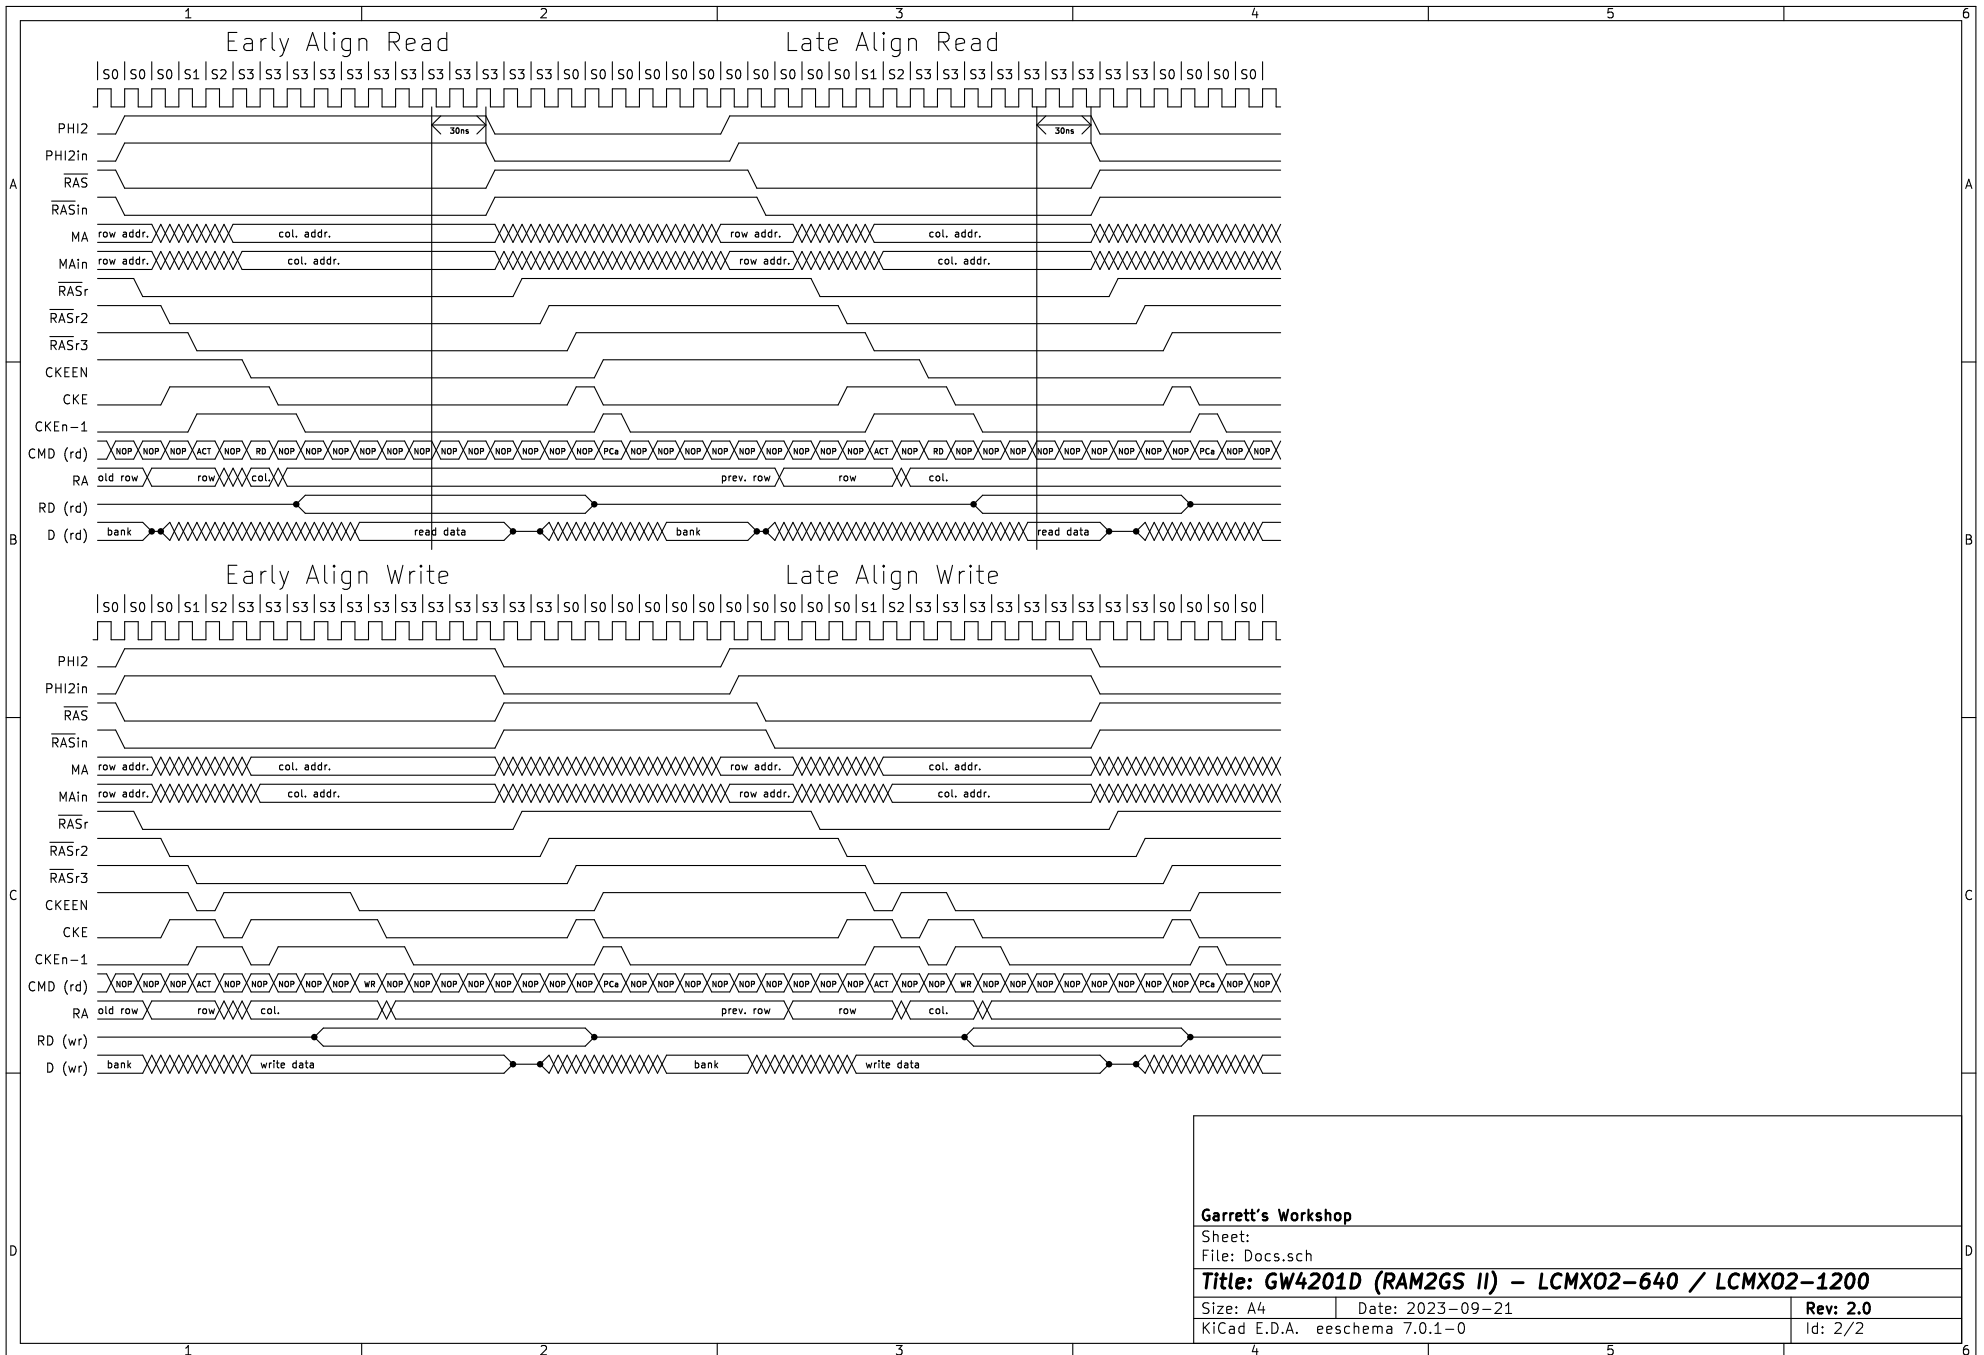 1 2 3 4 5 6
Early Align Read Late Align Read
S0 S0 S0 S1 S2 S3 S3 S3 S3 S3 S3 S3 S3 S3 S3 S3 S3 S0 S0 S0 S0 S0 S0 S0 S0 S0 S0 S0 S1 S2 S3 S3 S3 S3 S3 S3 S3 S3 S3 S0 S0 S0 S0
PHI2 30ns 30ns
PHI2in
A RAS A
RASin
MA row addr. col. addr. row addr. col. addr.
MAin row addr. col. addr. row addr. col. addr.
RASr
RASr2
RASr3
CKEEN
CKE
CKEn-1
CMD (rd) NOP NOP NOP ACT NOP RD NOP NOP NOP NOP NOP NOP NOP NOP NOP NOP NOP NOP PCa NOP NOP NOP NOP NOP NOP NOP NOP NOP ACT NOP RD NOP NOP NOP NOP NOP NOP NOP NOP NOP PCa NOP NOP
RA old row row col. prev. row row col.
RD (rd)
B D (rd) bank read data bank read data B
Early Align Write Late Align Write
S0 S0 S0 S1 S2 S3 S3 S3 S3 S3 S3 S3 S3 S3 S3 S3 S3 S0 S0 S0 S0 S0 S0 S0 S0 S0 S0 S0 S1 S2 S3 S3 S3 S3 S3 S3 S3 S3 S3 S0 S0 S0 S0
PHI2
PHI2in
RAS
RASin
MA row addr. col. addr. row addr. col. addr.
MAin row addr. col. addr. row addr. col. addr.
RASr
RASr2
RASr3
C CKEEN C
CKE
CKEn-1
CMD (rd) NOP NOP NOP ACT NOP NOP NOP NOP NOP WR NOP NOP NOP NOP NOP NOP NOP NOP PCa NOP NOP NOP NOP NOP NOP NOP NOP NOP ACT NOP NOP WR NOP NOP NOP NOP NOP NOP NOP NOP PCa NOP NOP
RA old row row col. prev. row row col.
RD (wr)
D (wr) bank write data bank write data
Garrett's Workshop
Sheet:
D File: Docs.sch D
Title: GW4201D (RAM2GS II) – LCMXO2-640 / LCMXO2-1200
Size: A4 Date: 2023-09-21 Rev: 2.0
KiCad E.D.A. eeschema 7.0.1-0 Id: 2/2
1 2 3 4 5 6